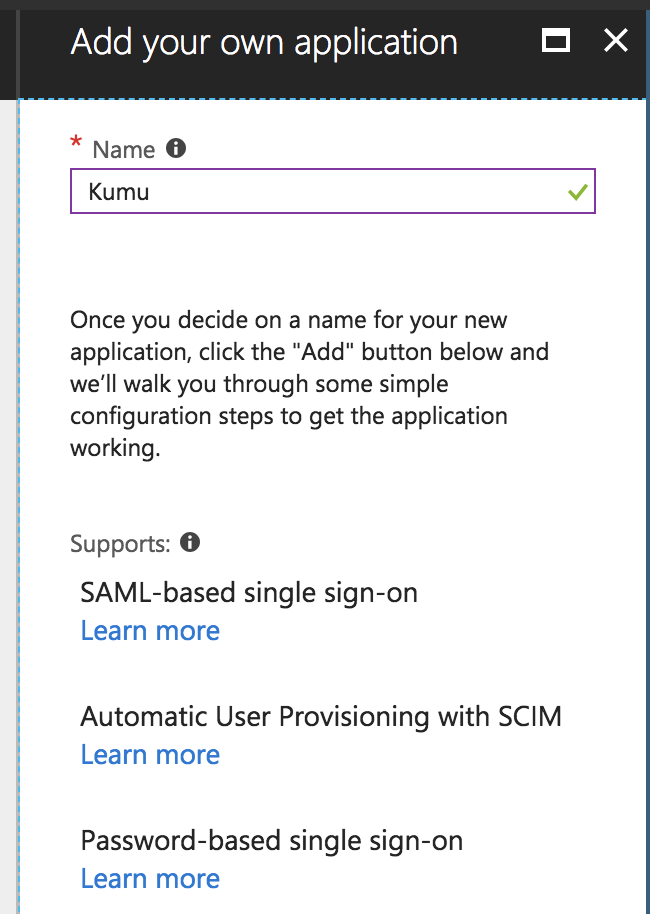 Add your own application
* Name
Kumu
Once you decide on a name for your new
application, click the "Add" button below and
we’ll walk you through some simple
configuration steps to get the application
working.
Supports:
SAML-based single sign-on
Learn more
Automatic User Provisioning with SCIM
Learn more
Password-based single sign-on
Learn more